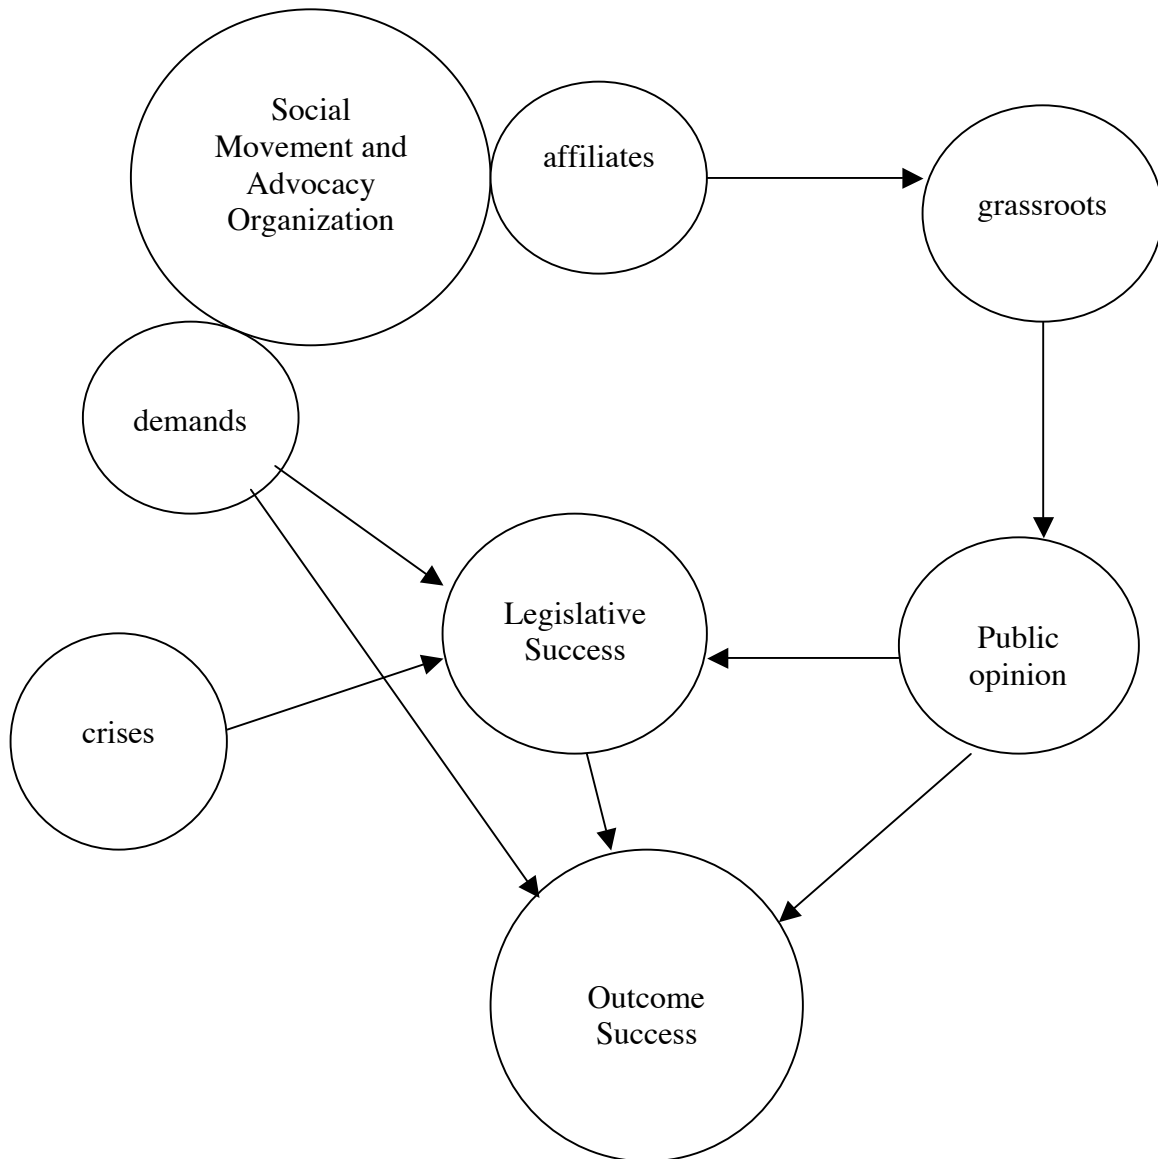 Social
Movement and
Advocacy
Organization
affiliates
grassroots
demands
Legislative
Success
Public
opinion
crises
Outcome
Success